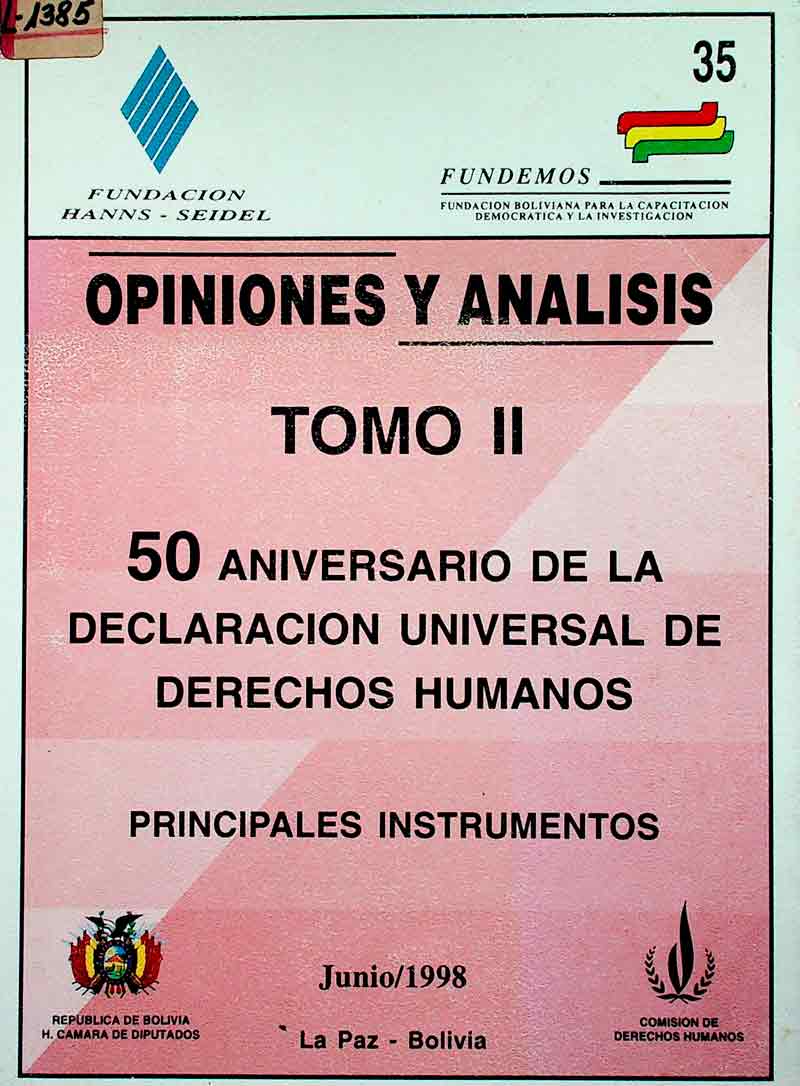 L-1385
35
FUNDACION
HANNS - SEIDEL
FUNDEMOS
FUNDACION BOLIVIANA PARA LA CAPACITACION
DEMOCRATICA Y LA INVESTIGACION
OPINIONES Y ANALISIS
TOMO II
50 ANIVERSARIO DE LA
DECLARACION UNIVERSAL DE
DERECHOS HUMANOS
PRINCIPALES INSTRUMENTOS
Junio/1998
La Paz - Bolivia
REPUBLICA DE BOLIVIA
H. CAMARA DE DIPUTADOS
COMISION DE
DERECHOS HUMANOS